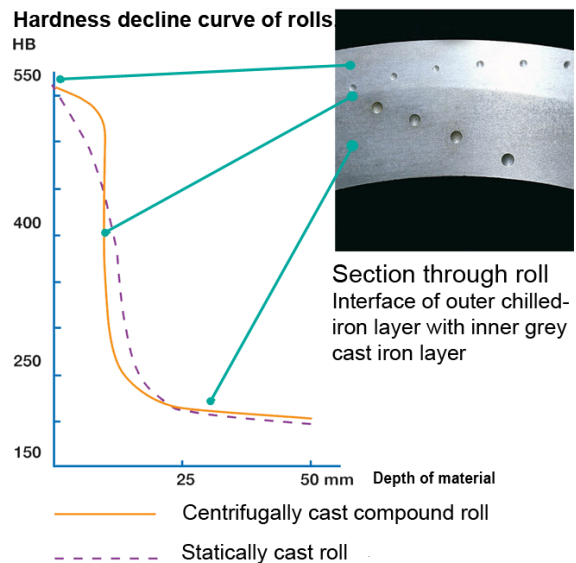 Hardness decline curve of rolls
HB
550
400
250
150
25
50 mm
Depth of material
Section through roll
Interface of outer chilled-
iron layer with inner grey
cast iron layer
Centrifugally cast compound roll
Statically cast roll